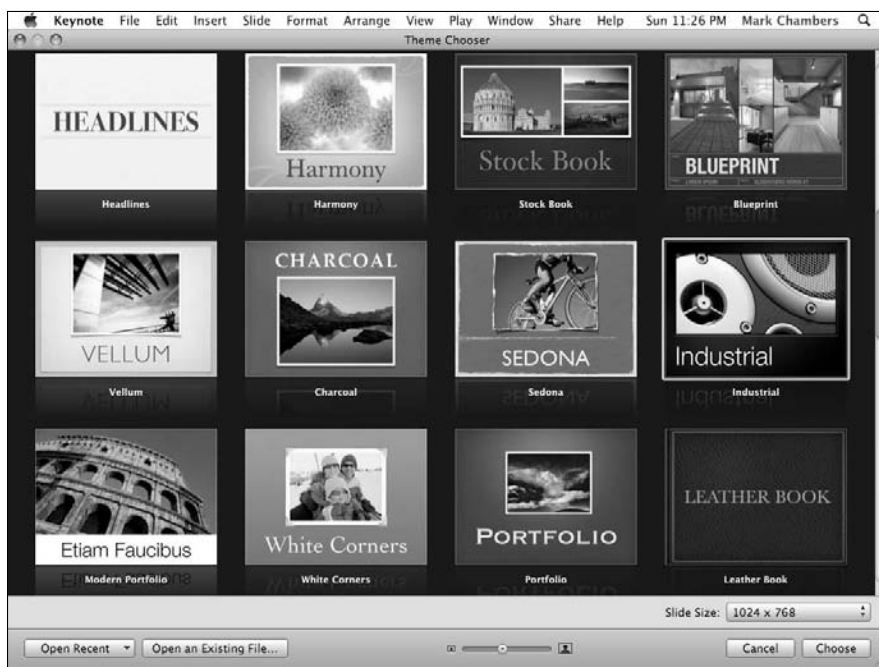 Keynote File Edit Insert Slide Format Arrange View Play Window Share Help Sun 11:26 PM Mark Chambers
Theme Chooser
HEADLINES
Harmony
Stock Book
BLUEPRINT
Headlines
Harmony
Stock Book
Blueprint
VELLUM
CHARCOAL
SEDONA
Industrial
Vellum
Charcoal
Sedona
Industrial
Etiam Faucibus
White Corners
PORTFOLIO
LEATHER BOOK
Modern Portfolio
White Corners
Portfolio
Leather Book
Slide Size: 1024 x 768
Open Recent
Open an Existing File...
Cancel
Choose